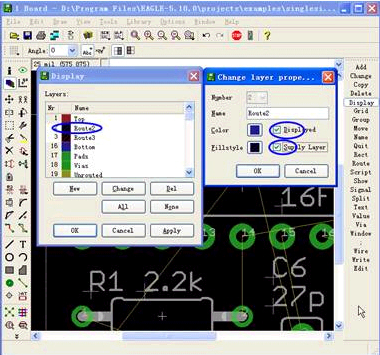 1 Board - D:\Program Files\EAGLE-5.10.0\projects\examples\singlesi...
File Edit Draw View Tools Library Options Window Help
Angle: 0
25 mil (575 875)
Display
Layers:
Nr Name
1 Top
2 Route2
3 Route3
16 Bottom
17 Pads
18 Vias
19 Unrouted
New Change Del
All None
OK Cancel Apply
Change layer prope...
Number 2
Name Route2
Color Displayed
Fillstyle Supply Layer
OK Cancel
Add
Change
Copy
Delete
Display
Grid
Group
Move
Name
Quit
Rect
Route
Script
Show
Signal
Split
Text
Value
Via
Window
;
Wire
Write
Edit
16F
R1 2.2k
C6
27p